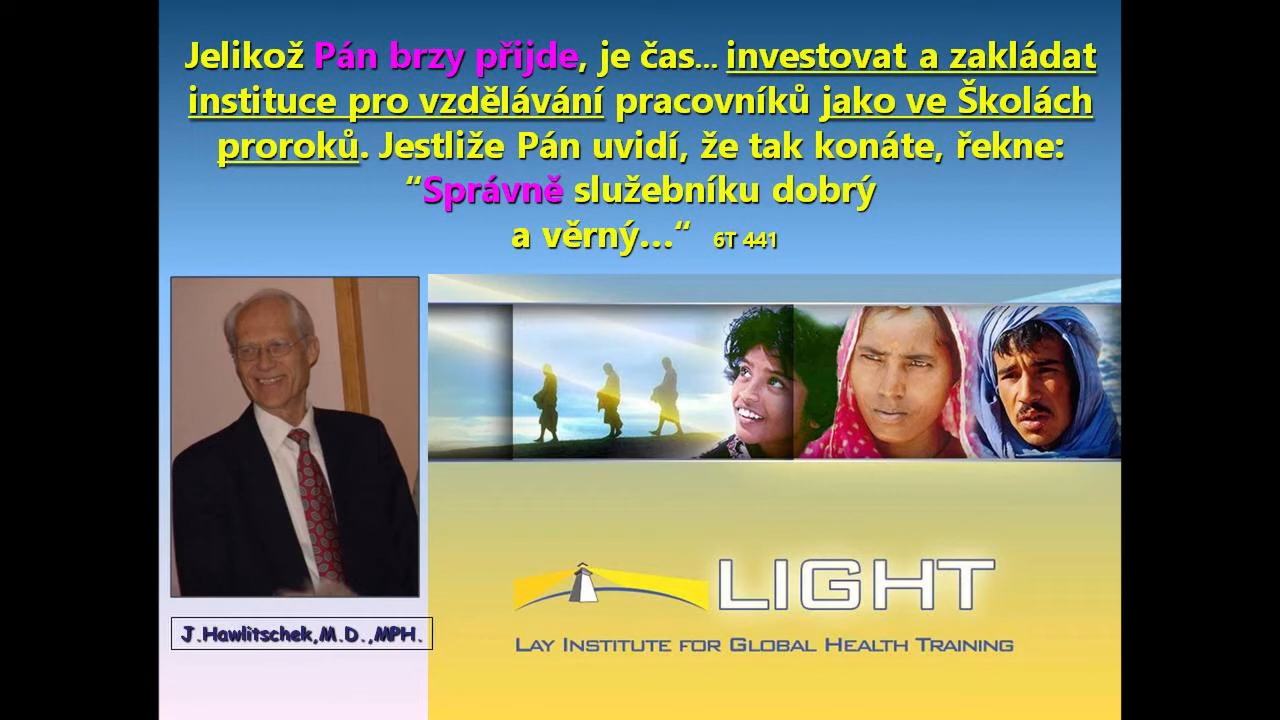 Jelikož Pán brzy přijde, je čas... investovat a zakládat
instituce pro vzdělávání pracovníků jako ve Školách
proroků. Jestliže Pán uvidí, že tak konáte, řekne:
“Správně služebníku dobrý
a věrný...“ 6T 441
J.Hawlitschek,M.D.,MPH.
LIGHT
LAY INSTITUTE FOR GLOBAL HEALTH TRAINING